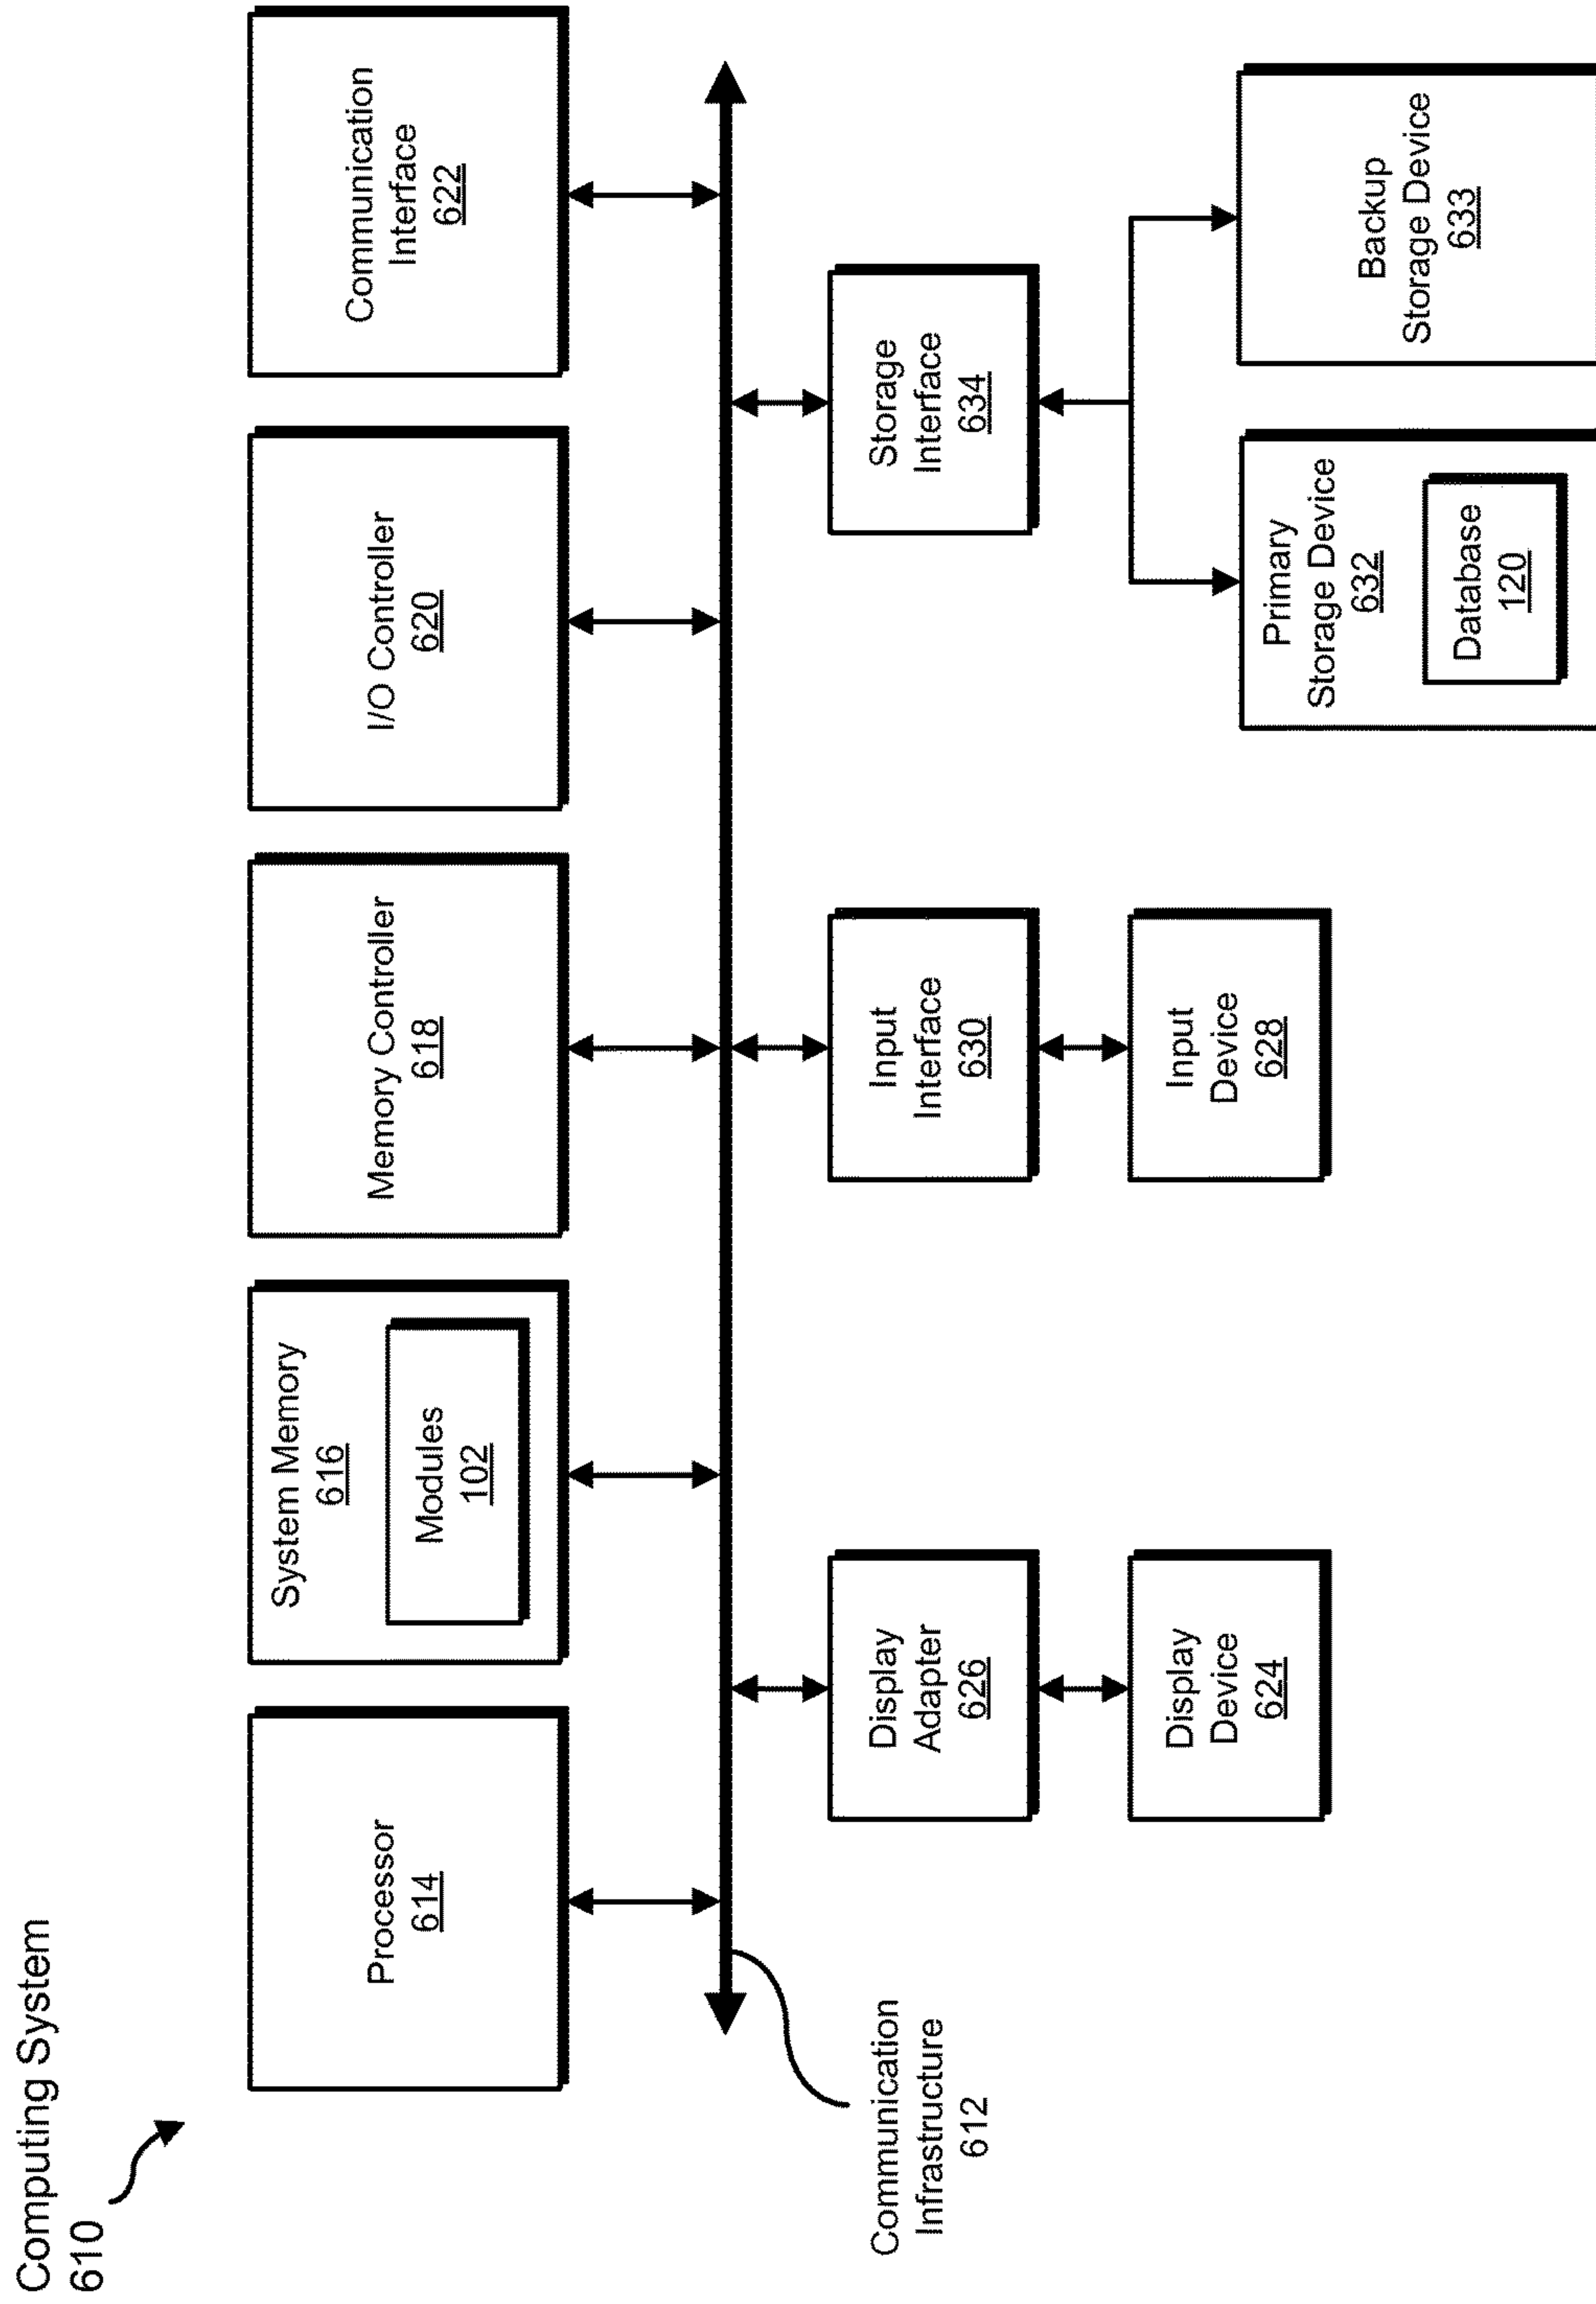 Computing System
610
Processor
614
System Memory
616
Modules
102
Memory Controller
618
I/O Controller
620
Communication
Interface
622
Communication
Infrastructure
612
Display
Adapter
626
Input
Interface
630
Storage
Interface
634
Display
Device
624
Input
Device
628
Primary
Storage Device
632
Database
120
Backup
Storage Device
633